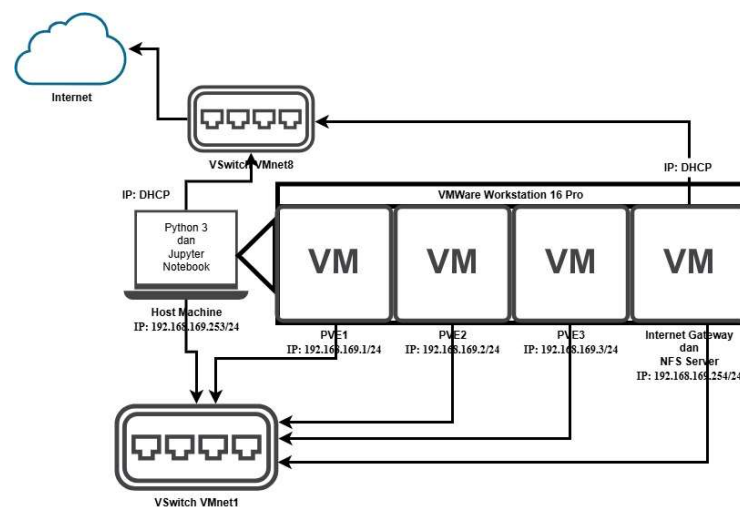 Internet
VSwitch VMnet8
IP: DHCP
IP: DHCP
VMWare Workstation 16 Pro
Python 3
dan
Jupyter
Notebook
VM
VM
VM
VM
Host Machine
IP: 192.168.169.253/24
PVE1
IP: 192.168.169.1/24
PVE2
IP: 192.168.169.2/24
PVE3
IP: 192.168.169.3/24
Internet Gateway
dan
NFS Server
IP: 192.168.169.254/24
VSwitch VMnet1